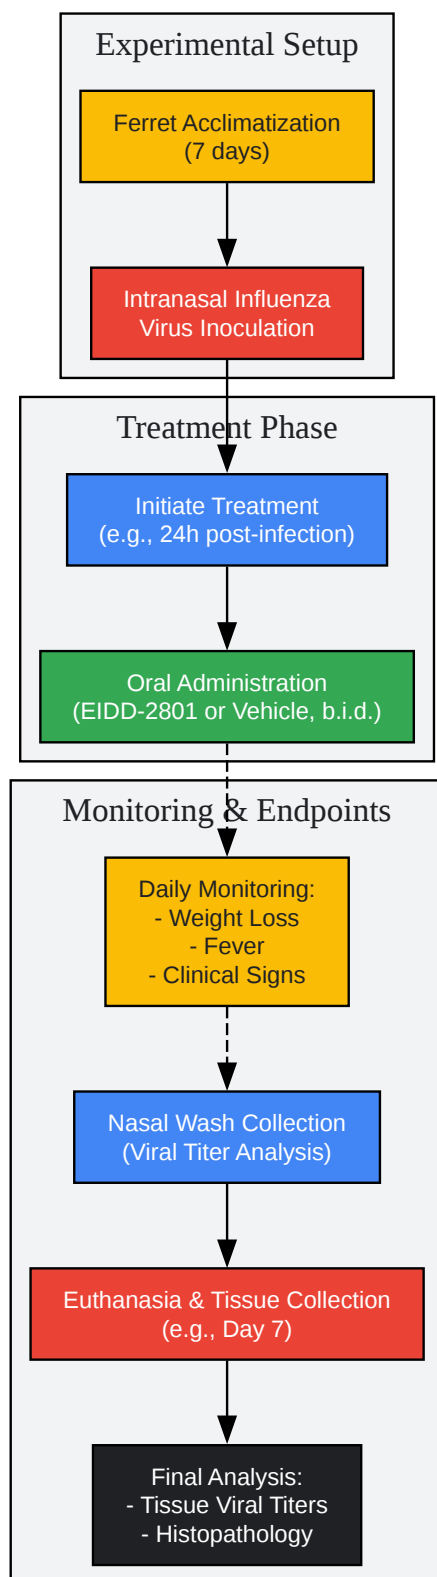 Experimental Setup
Ferret Acclimatization
(7 days)
Intranasal Influenza
Virus Inoculation
Treatment Phase
Initiate Treatment
(e.g., 24h post-infection)
Oral Administration
(EIDD-2801 or Vehicle, b.i.d.)
Monitoring & Endpoints
Daily Monitoring:
- Weight Loss
- Fever
- Clinical Signs
Nasal Wash Collection
(Viral Titer Analysis)
Euthanasia & Tissue Collection
(e.g., Day 7)
Final Analysis:
- Tissue Viral Titers
- Histopathology